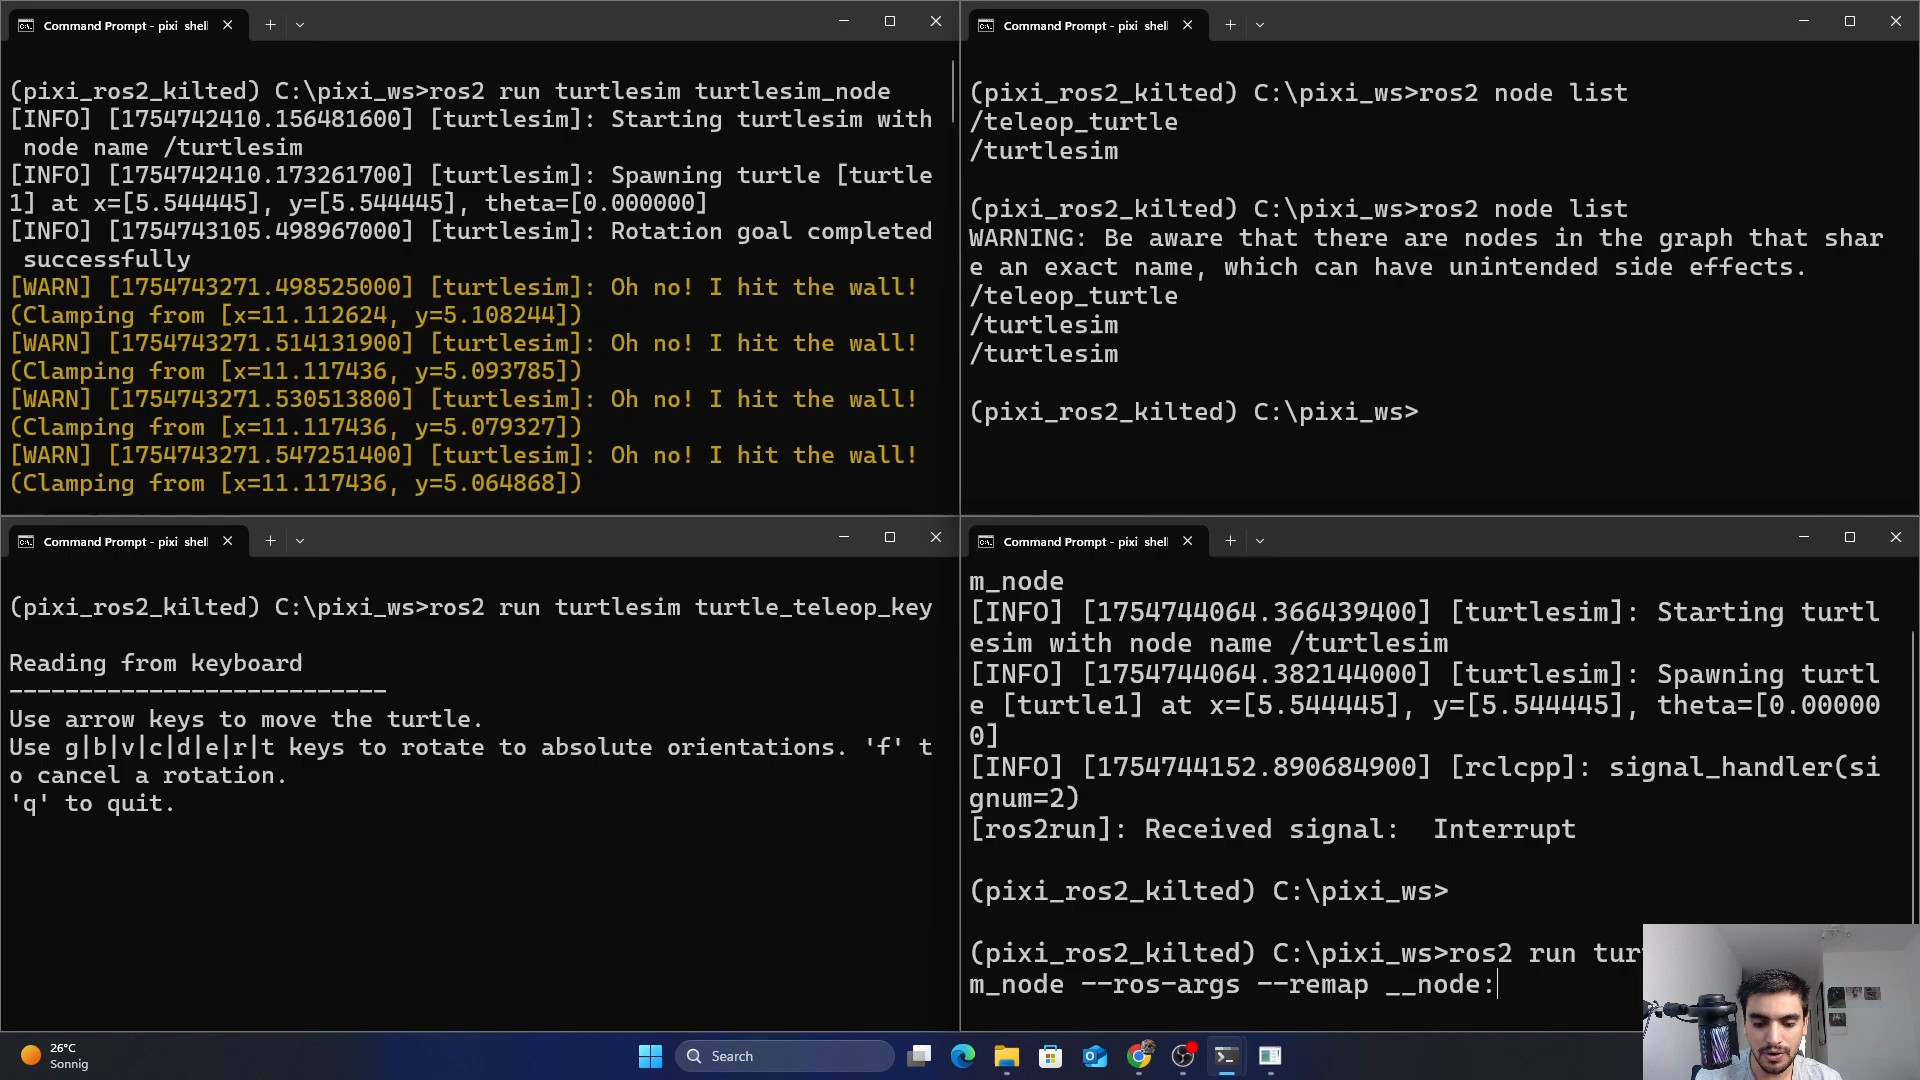 Command Prompt - pixi shell
(pixi_ros2_kilted) C:\pixi_ws>ros2 run turtlesim turtlesim_node
[INFO] [1754742410.156481600] [turtlesim]: Starting turtlesim with
node name /turtlesim
[INFO] [1754742410.173261700] [turtlesim]: Spawning turtle [turtle
1] at x=[5.544445], y=[5.544445], theta=[0.000000]
[INFO] [1754743105.498967000] [turtlesim]: Rotation goal completed
successfully
[WARN] [1754743271.498525000] [turtlesim]: Oh no! I hit the wall!
(Clamping from [x=11.112624, y=5.108244])
[WARN] [1754743271.514131900] [turtlesim]: Oh no! I hit the wall!
(Clamping from [x=11.117436, y=5.093785])
[WARN] [1754743271.530513800] [turtlesim]: Oh no! I hit the wall!
(Clamping from [x=11.117436, y=5.079327])
[WARN] [1754743271.547251400] [turtlesim]: Oh no! I hit the wall!
(Clamping from [x=11.117436, y=5.064868])
Command Prompt - pixi shell
(pixi_ros2_kilted) C:\pixi_ws>ros2 node list
/teleop_turtle
/turtlesim
(pixi_ros2_kilted) C:\pixi_ws>ros2 node list
WARNING: Be aware that there are nodes in the graph that shar
e an exact name, which can have unintended side effects.
/teleop_turtle
/turtlesim
/turtlesim
(pixi_ros2_kilted) C:\pixi_ws>
Command Prompt - pixi shell
(pixi_ros2_kilted) C:\pixi_ws>ros2 run turtlesim turtle_teleop_key
Reading from keyboard
---------------------------
Use arrow keys to move the turtle.
Use g|b|v|c|d|e|r|t keys to rotate to absolute orientations. 'f' t
o cancel a rotation.
'q' to quit.
Command Prompt - pixi shell
m_node
[INFO] [1754744064.366439400] [turtlesim]: Starting turtl
esim with node name /turtlesim
[INFO] [1754744064.382144000] [turtlesim]: Spawning turtl
e [turtle1] at x=[5.544445], y=[5.544445], theta=[0.00000
0]
[INFO] [1754744152.890684900] [rclcpp]: signal_handler(si
gnum=2)
[ros2run]: Received signal:  Interrupt
(pixi_ros2_kilted) C:\pixi_ws>
(pixi_ros2_kilted) C:\pixi_ws>ros2 run tur
m_node --ros-args --remap __node:
26°C
Sonnig
Search